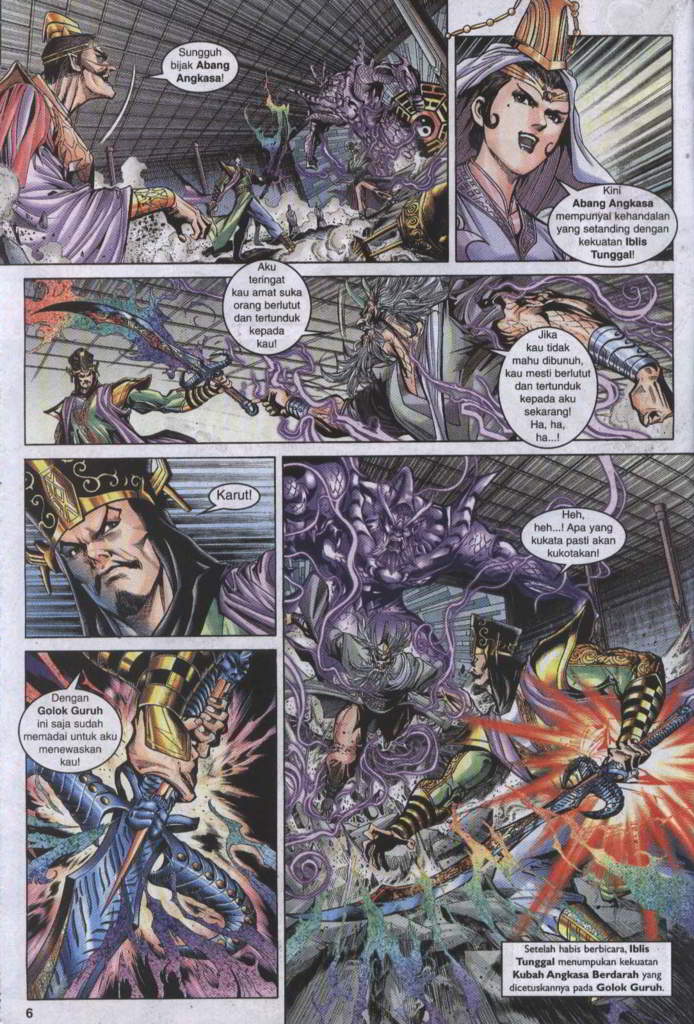 Sungguh
bijak Abang
Angkasa!
Kini
Abang Angkasa
mempunyai kehandalan
yang setanding dengan
kekuatan Iblis
Tunggal!
Aku
teringat
kau amat suka
orang berlutut
dan tertunduk
kepada
kau!
Jika
kau tidak
mahu dibunuh,
kau mesti berlutut
dan tertunduk
kepada aku
sekarang!
Ha, ha,
ha...!
Karut!
Heh,
heh...! Apa yang
kukata pasti akan
kukotakan!
Dengan
Golok Guruh
ini saja sudah
memadai untuk aku
menewaskan
kau!
Setelah habis berbicara, Iblis
Tunggal menumpukan kekuatan
Kubah Angkasa Berdarah yang
dicetuskannya pada Golok Guruh.
6